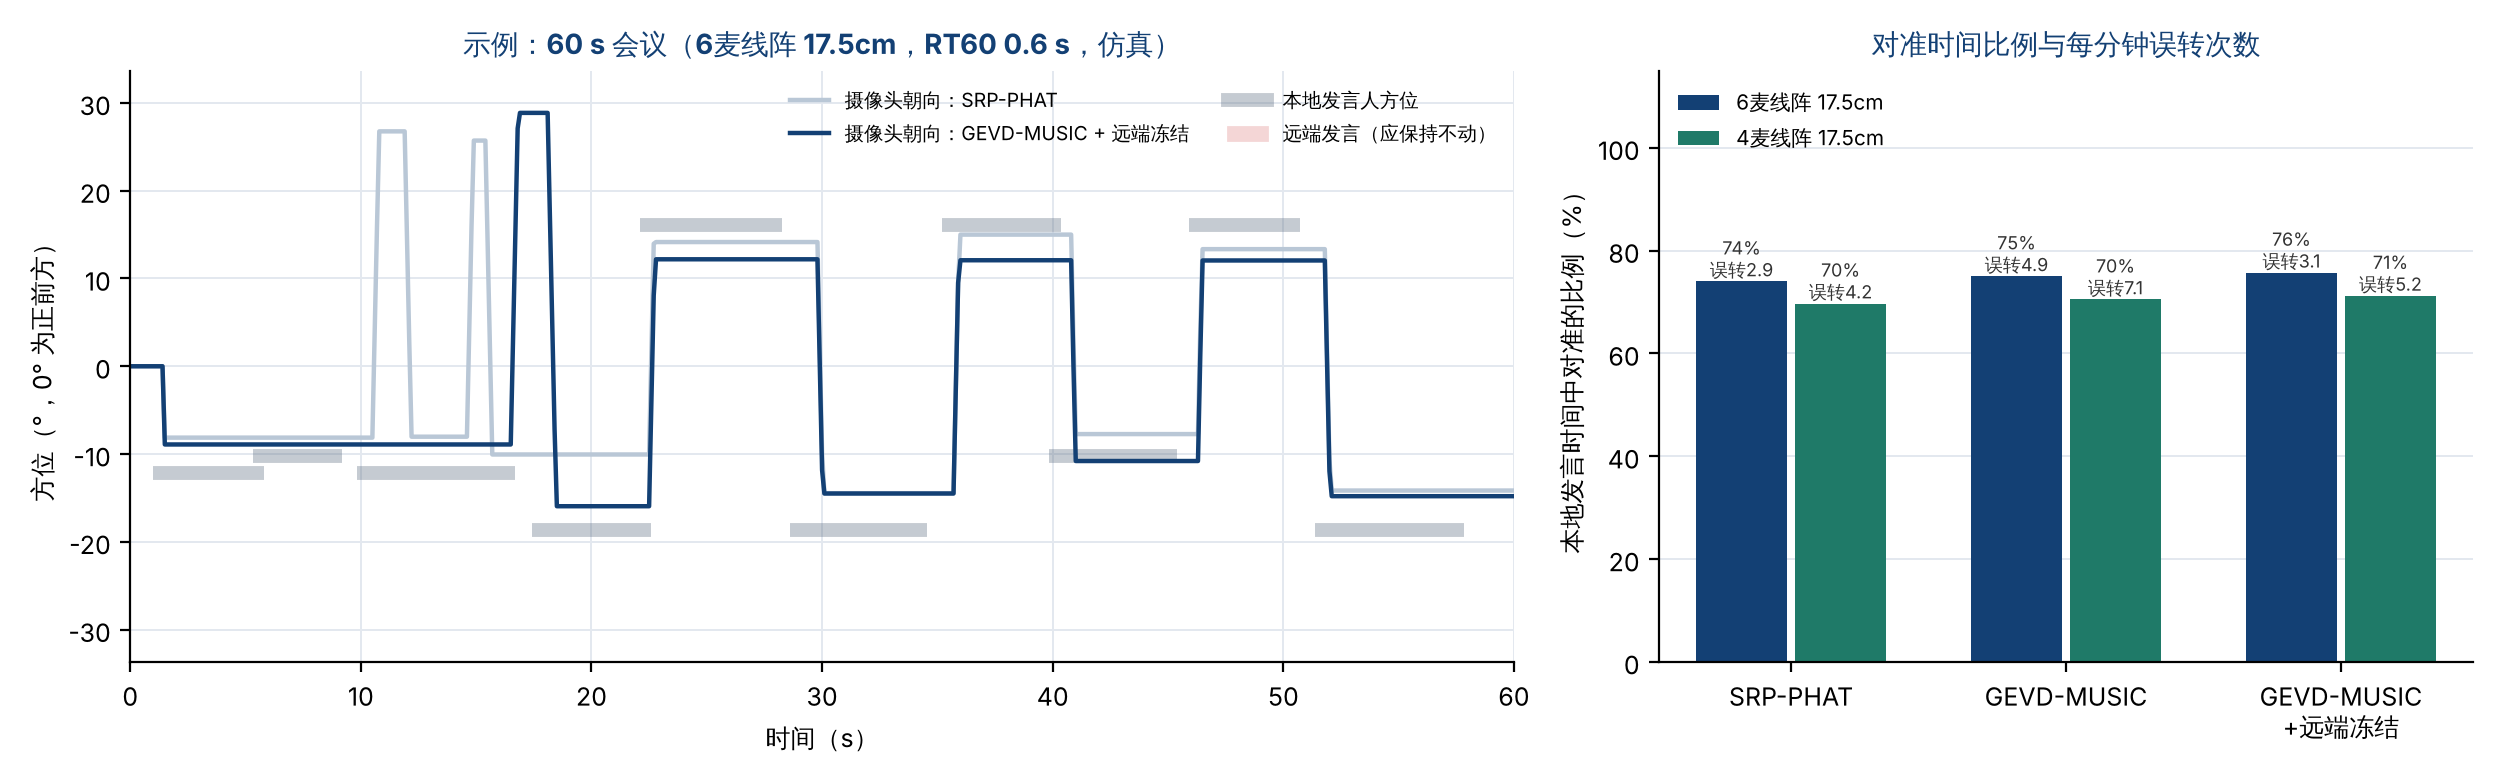 示例：60 s 会议（6麦线阵 17.5cm，RT60 0.6 s，仿真）
摄像头朝向：SRP-PHAT
摄像头朝向：GEVD-MUSIC + 远端冻结
本地发言人方位
远端发言（应保持不动）
方位（°，0° 为正前方）
30
20
10
0
-10
-20
-30
0
10
20
30
40
50
60
时间（s）
对准时间比例与每分钟误转次数
6麦线阵 17.5cm
4麦线阵 17.5cm
本地发言时间中对准的比例（%）
100
80
60
40
20
0
74%
误转2.9
70%
误转4.2
75%
误转4.9
70%
误转7.1
76%
误转3.1
71%
误转5.2
SRP-PHAT
GEVD-MUSIC
GEVD-MUSIC
+远端冻结